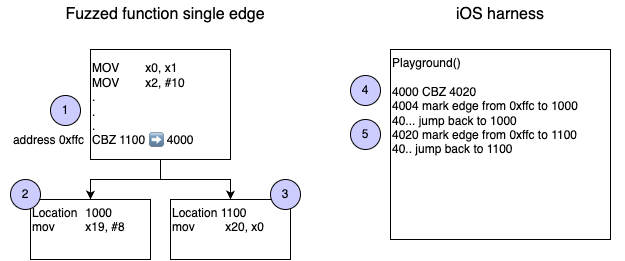 Fuzzed function single edge
MOV x0, x1
MOV x2, #10
.
.
.
1
address 0xffc
CBZ 1100 ➡️ 4000
2
Location 1000
mov x19, #8
3
Location 1100
mov x20, x0
iOS harness
Playground()
4
4000 CBZ 4020
4004 mark edge from 0xffc to 1000
40... jump back to 1000
5
4020 mark edge from 0xffc to 1100
40.. jump back to 1100